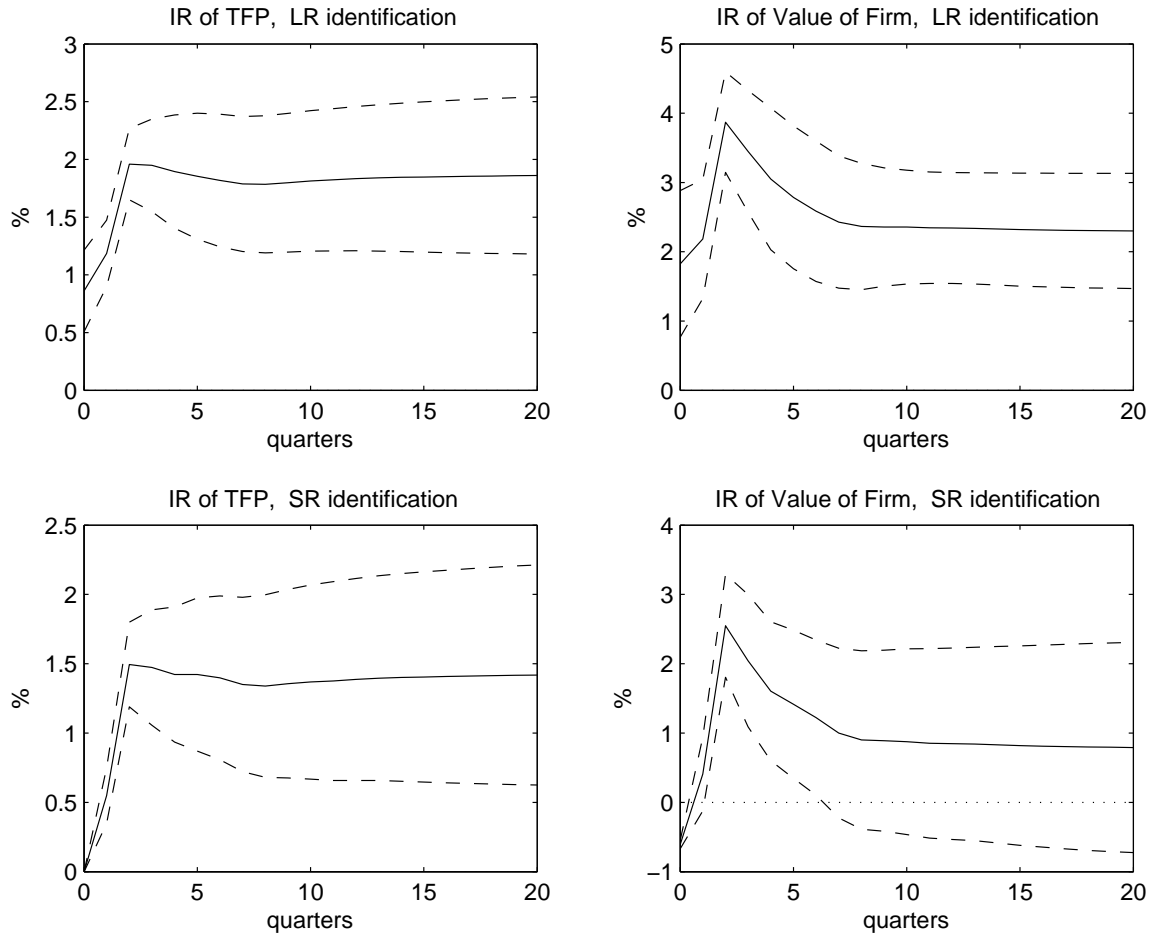 IR of TFP, LR identification
3
2.5
2
1.5
1
0.5
0
%
0 5 10 15 20
quarters
IR of Value of Firm, LR identification
5
4
3
2
1
0
%
0 5 10 15 20
quarters
IR of TFP, SR identification
2.5
2
1.5
1
0.5
0
%
0 5 10 15 20
quarters
IR of Value of Firm, SR identification
4
3
2
1
0
−1
%
0 5 10 15 20
quarters